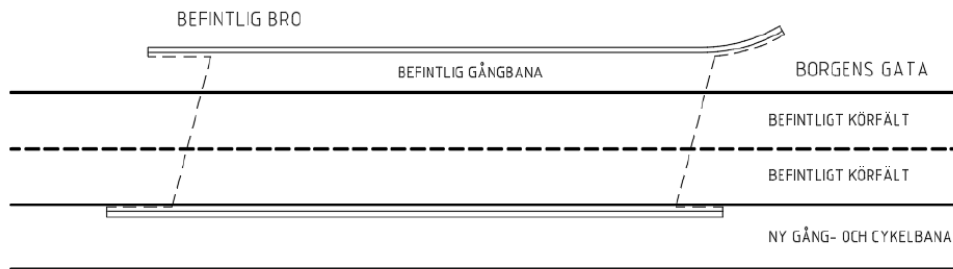 BEFINTLIG BRO
BEFINTLIG GÅNGBANA
BORGENS GATA
BEFINTLIGT KÖRFÄLT
BEFINTLIGT KÖRFÄLT
NY GÅNG- OCH CYKELBANA